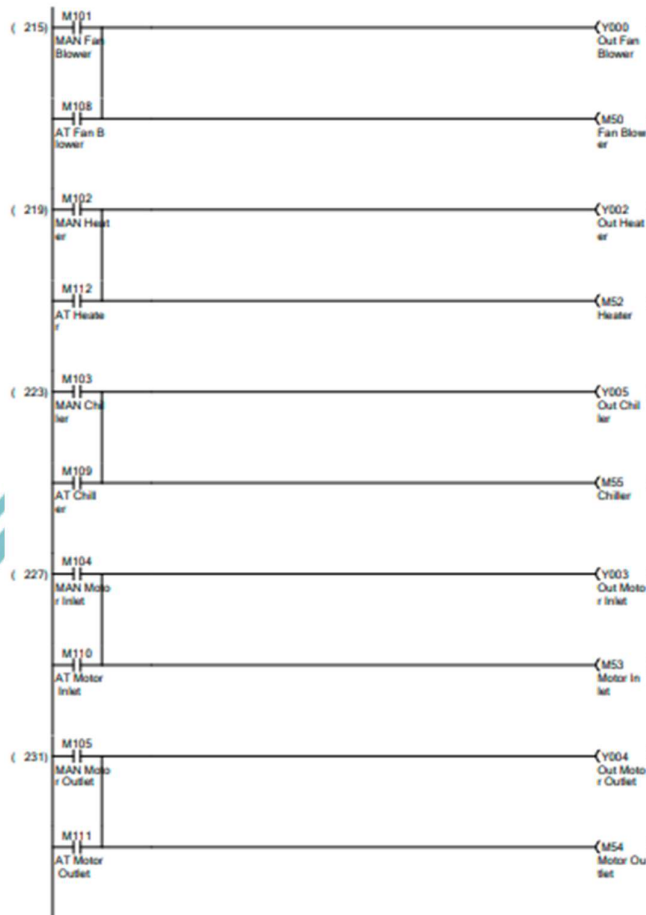 M101
( 215)
Y000
MAN Fan
Blower
Out Fan
Blower
M108
M50
AT Fan B
lower
Fan Blow
er
M102
( 219)
Y002
MAN Heat
er
Out Heat
er
M112
M52
AT Heate
r
Heater
M103
( 223)
Y005
MAN Chil
ler
Out Chil
ler
M109
M55
AT Chill
er
Chiller
M104
( 227)
Y003
MAN Moto
r Inlet
Out Moto
r Inlet
M110
M53
AT Motor
Inlet
Motor In
let
M105
( 231)
Y004
MAN Moto
r Outlet
Out Moto
r Outlet
M111
M54
AT Motor
Outlet
Motor Ou
tlet